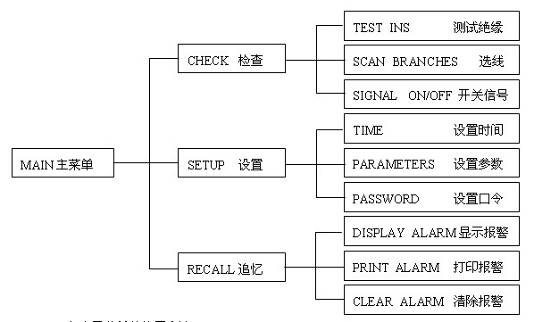 TEST INS 测试绝缘
CHECK 检查
SCAN BRANCHES 选线
SIGNAL ON/OFF 开关信号
MAIN 主菜单
TIME 设置时间
SETUP 设置
PARAMETERS 设置参数
PASSWORD 设置口令
DISPLAY ALARM 显示报警
RECALL 追忆
PRINT ALARM 打印报警
CLEAR ALARM 清除报警